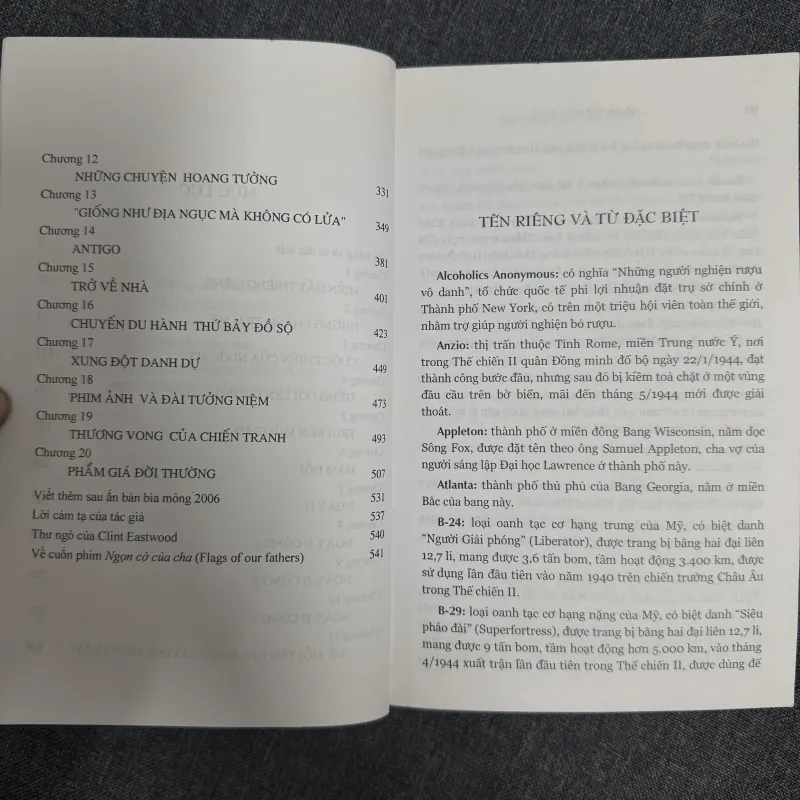 Chương 12
NHỮNG CHUYỆN HOANG TƯỞNG 331
Chương 13
"GIỐNG NHƯ ĐỊA NGỤC MÀ KHÔNG CÓ LỬA" 349
Chương 14
ANTIGO 381
Chương 15
TRỞ VỀ NHÀ 401
Chương 16
CHUYẾN DU HÀNH THỨ BẢY ĐỒ SỘ 423
Chương 17
XUNG ĐỘT DANH DỰ 449
Chương 18
PHIM ẢNH VÀ ĐÀI TƯỞNG NIỆM 473
Chương 19
THƯƠNG VONG CỦA CHIẾN TRANH 493
Chương 20
PHẨM GIÁ ĐỜI THƯỜNG 507
Viết thêm sau ấn bản bìa mỏng 2006 531
Lời cám tạ của tác giả 537
Thư ngỏ của Clint Eastwood 540
Về cuốn phim Ngọn cờ của cha (Flags of our fathers) 541
TÊN RIÊNG VÀ TỪ ĐẶC BIỆT
Alcoholics Anonymous: có nghĩa “Những người nghiện rượu
vô danh”, tổ chức quốc tế phi lợi nhuận đặt trụ sở chính ở
Thành phố New York, có trên một triệu hội viên toàn thế giới,
nhằm trợ giúp người nghiện bỏ rượu.
Anzio: thị trấn thuộc Tỉnh Rome, miền Trung nước Ý, nơi
trong Thế chiến II quân Đồng minh đổ bộ ngày 22/1/1944, đạt
thành công bước đầu, nhưng sau đó bị kiềm toả chặt ở một vùng
đầu cầu trên bờ biển, mãi đến tháng 5/1944 mới được giải
thoát.
Appleton: thành phố ở miền đông Bang Wisconsin, nằm dọc
Sông Fox, được đặt tên theo ông Samuel Appleton, cha vợ của
người sáng lập Đại học Lawrence ở thành phố này.
Atlanta: thành phố thủ phủ của Bang Georgia, nằm ở miền
Bắc của bang này.
B-24: loại oanh tạc cơ hạng trung của Mỹ, có biệt danh
“Người Giải phóng” (Liberator), được trang bị bằng hai đại liên
12,7 li, mang được 3,6 tấn bom, tầm hoạt động 3.400 km, được
sử dụng lần đầu tiên vào năm 1940 trên chiến trường Châu Âu
trong Thế chiến II.
B-29: loại oanh tạc cơ hạng nặng của Mỹ, có biệt danh “Siêu
pháo đài” (Superfortress), được trang bị bằng hai đại liên 12,7 li,
mang được 9 tấn bom, tầm hoạt động hơn 5.000 km, vào tháng
4/1944 xuất trận lần đầu tiên trong Thế chiến II, được dùng để